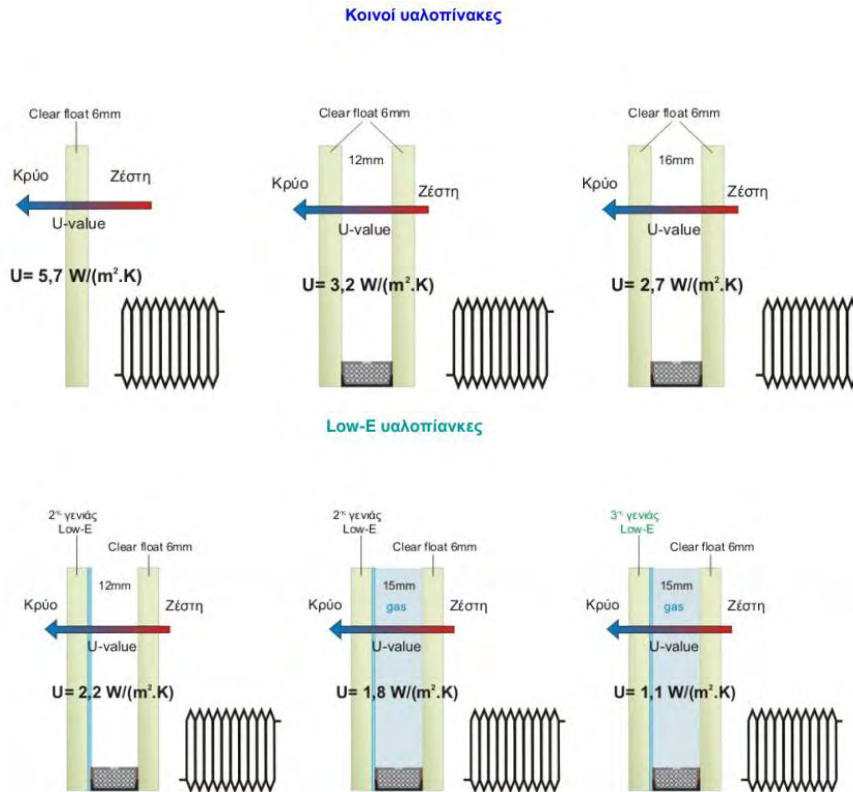 Κοινοί υαλοπίνακες
Clear float 6mm
Κρύο
Ζέστη
U-value
U= 5,7 W/(m².K)
Clear float 6mm
12mm
Κρύο
Ζέστη
U-value
U= 3,2 W/(m².K)
Clear float 6mm
16mm
Κρύο
Ζέστη
U-value
U= 2,7 W/(m².K)
Low-E υαλοπίανκες
2ης γενιάς
Low-E
Clear float 6mm
12mm
Κρύο
Ζέστη
U-value
U= 2,2 W/(m².K)
2ης γενιάς
Low-E
Clear float 6mm
15mm
gas
Κρύο
Ζέστη
U-value
U= 1,8 W/(m².K)
3ης γενιάς
Low-E
Clear float 6mm
15mm
gas
Κρύο
Ζέστη
U-value
U= 1,1 W/(m².K)